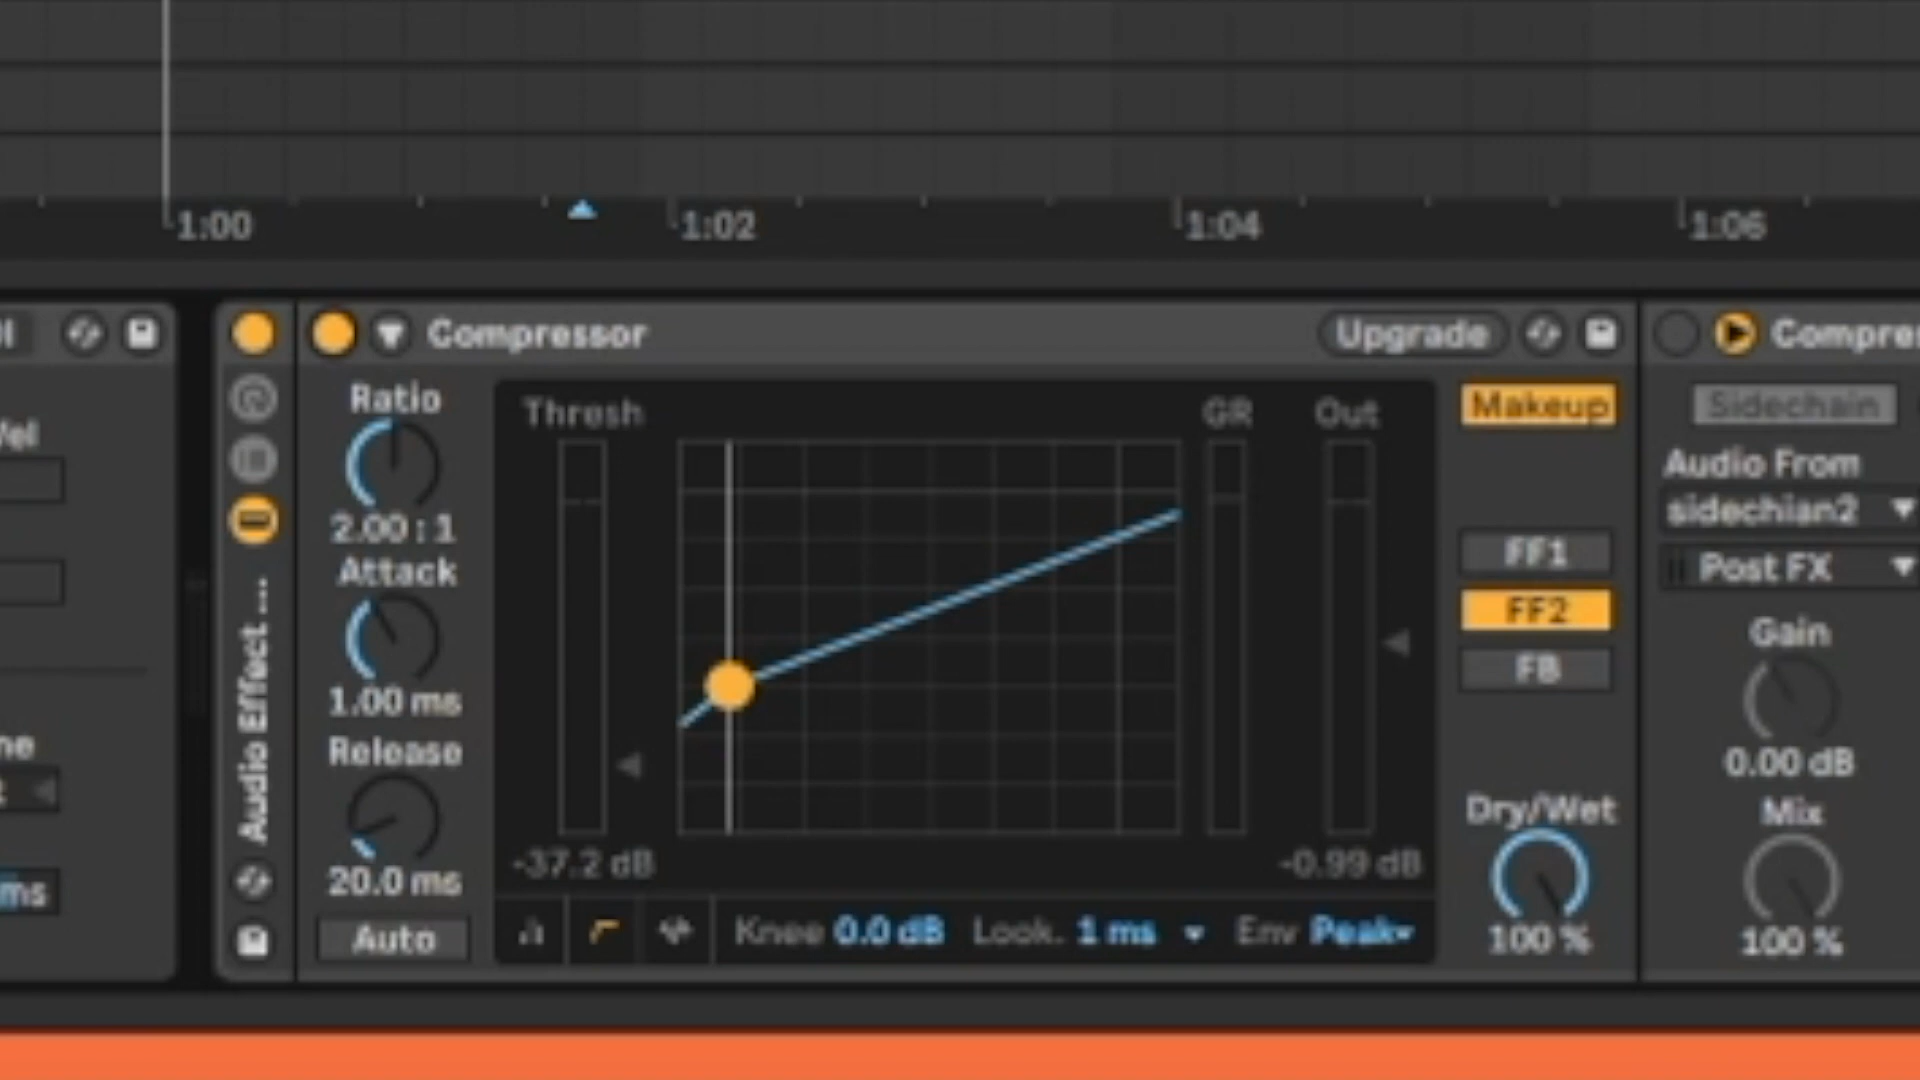 1:00 1:02 1:04 1:06
Compressor Upgrade
Ratio
2.00 : 1
Attack
1.00 ms
Release
20.0 ms
Auto
Audio Effect ...
Thresh
-37.2 dB
GR
Out
-0.99 dB
Knee 0.0 dB Look. 1 ms Env Peak
Makeup
FF1
FF2
FB
Dry/Wet
100 %
Sidechain
Audio From
sidechian2
Post FX
Gain
0.00 dB
Mix
100 %
ms